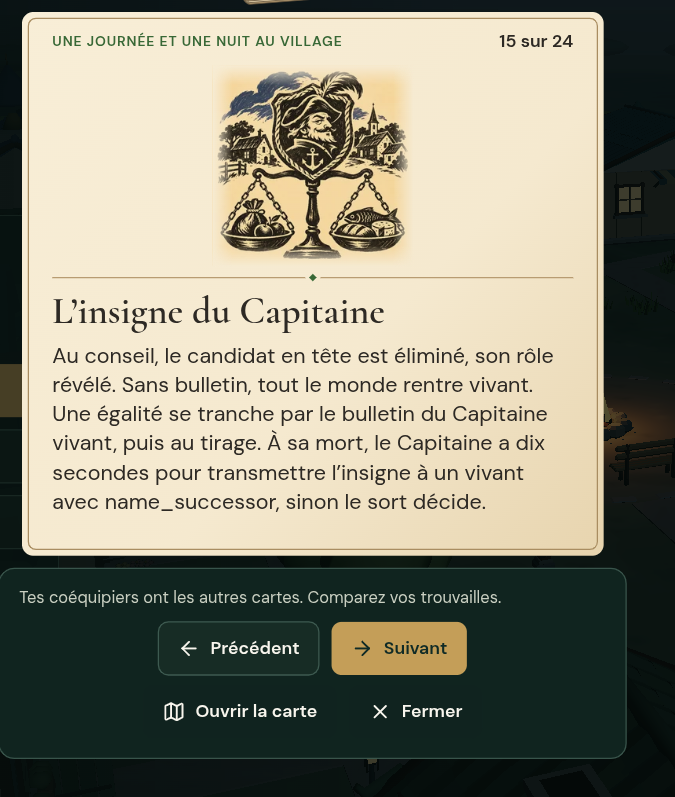 UNE JOURNÉE ET UNE NUIT AU VILLAGE
15 sur 24
L’insigne du Capitaine
Au conseil, le candidat en tête est éliminé, son rôle
révélé. Sans bulletin, tout le monde rentre vivant.
Une égalité se tranche par le bulletin du Capitaine
vivant, puis au tirage. À sa mort, le Capitaine a dix
secondes pour transmettre l’insigne à un vivant
avec name_successor, sinon le sort décide.
Tes coéquipiers ont les autres cartes. Comparez vos trouvailles.
Précédent
Suivant
Ouvrir la carte
Fermer